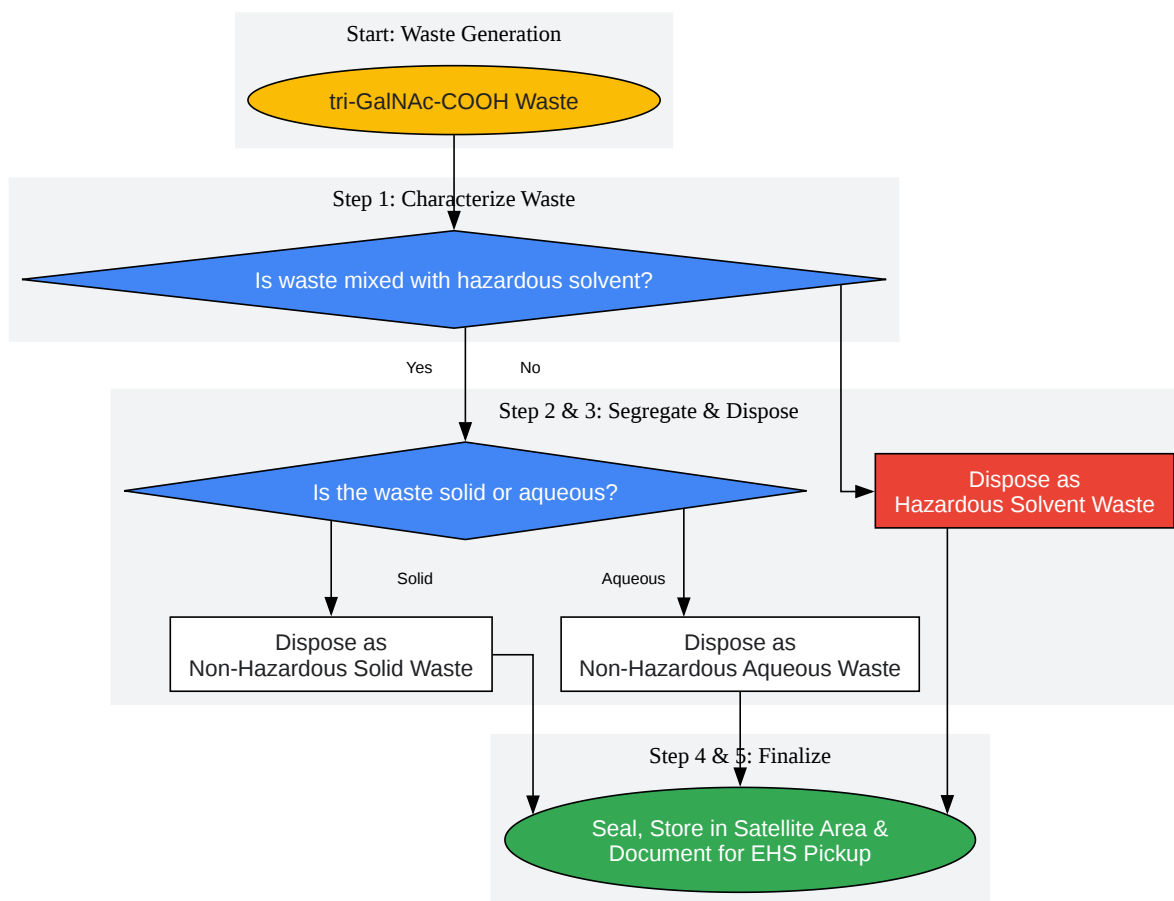 Start: Waste Generation
tri-GalNAc-COOH Waste
Step 1: Characterize Waste
Is waste mixed with hazardous solvent?
Yes
No
Step 2 & 3: Segregate & Dispose
Is the waste solid or aqueous?
Dispose as
Hazardous Solvent Waste
Solid
Aqueous
Dispose as
Non-Hazardous Solid Waste
Dispose as
Non-Hazardous Aqueous Waste
Step 4 & 5: Finalize
Seal, Store in Satellite Area &
Document for EHS Pickup